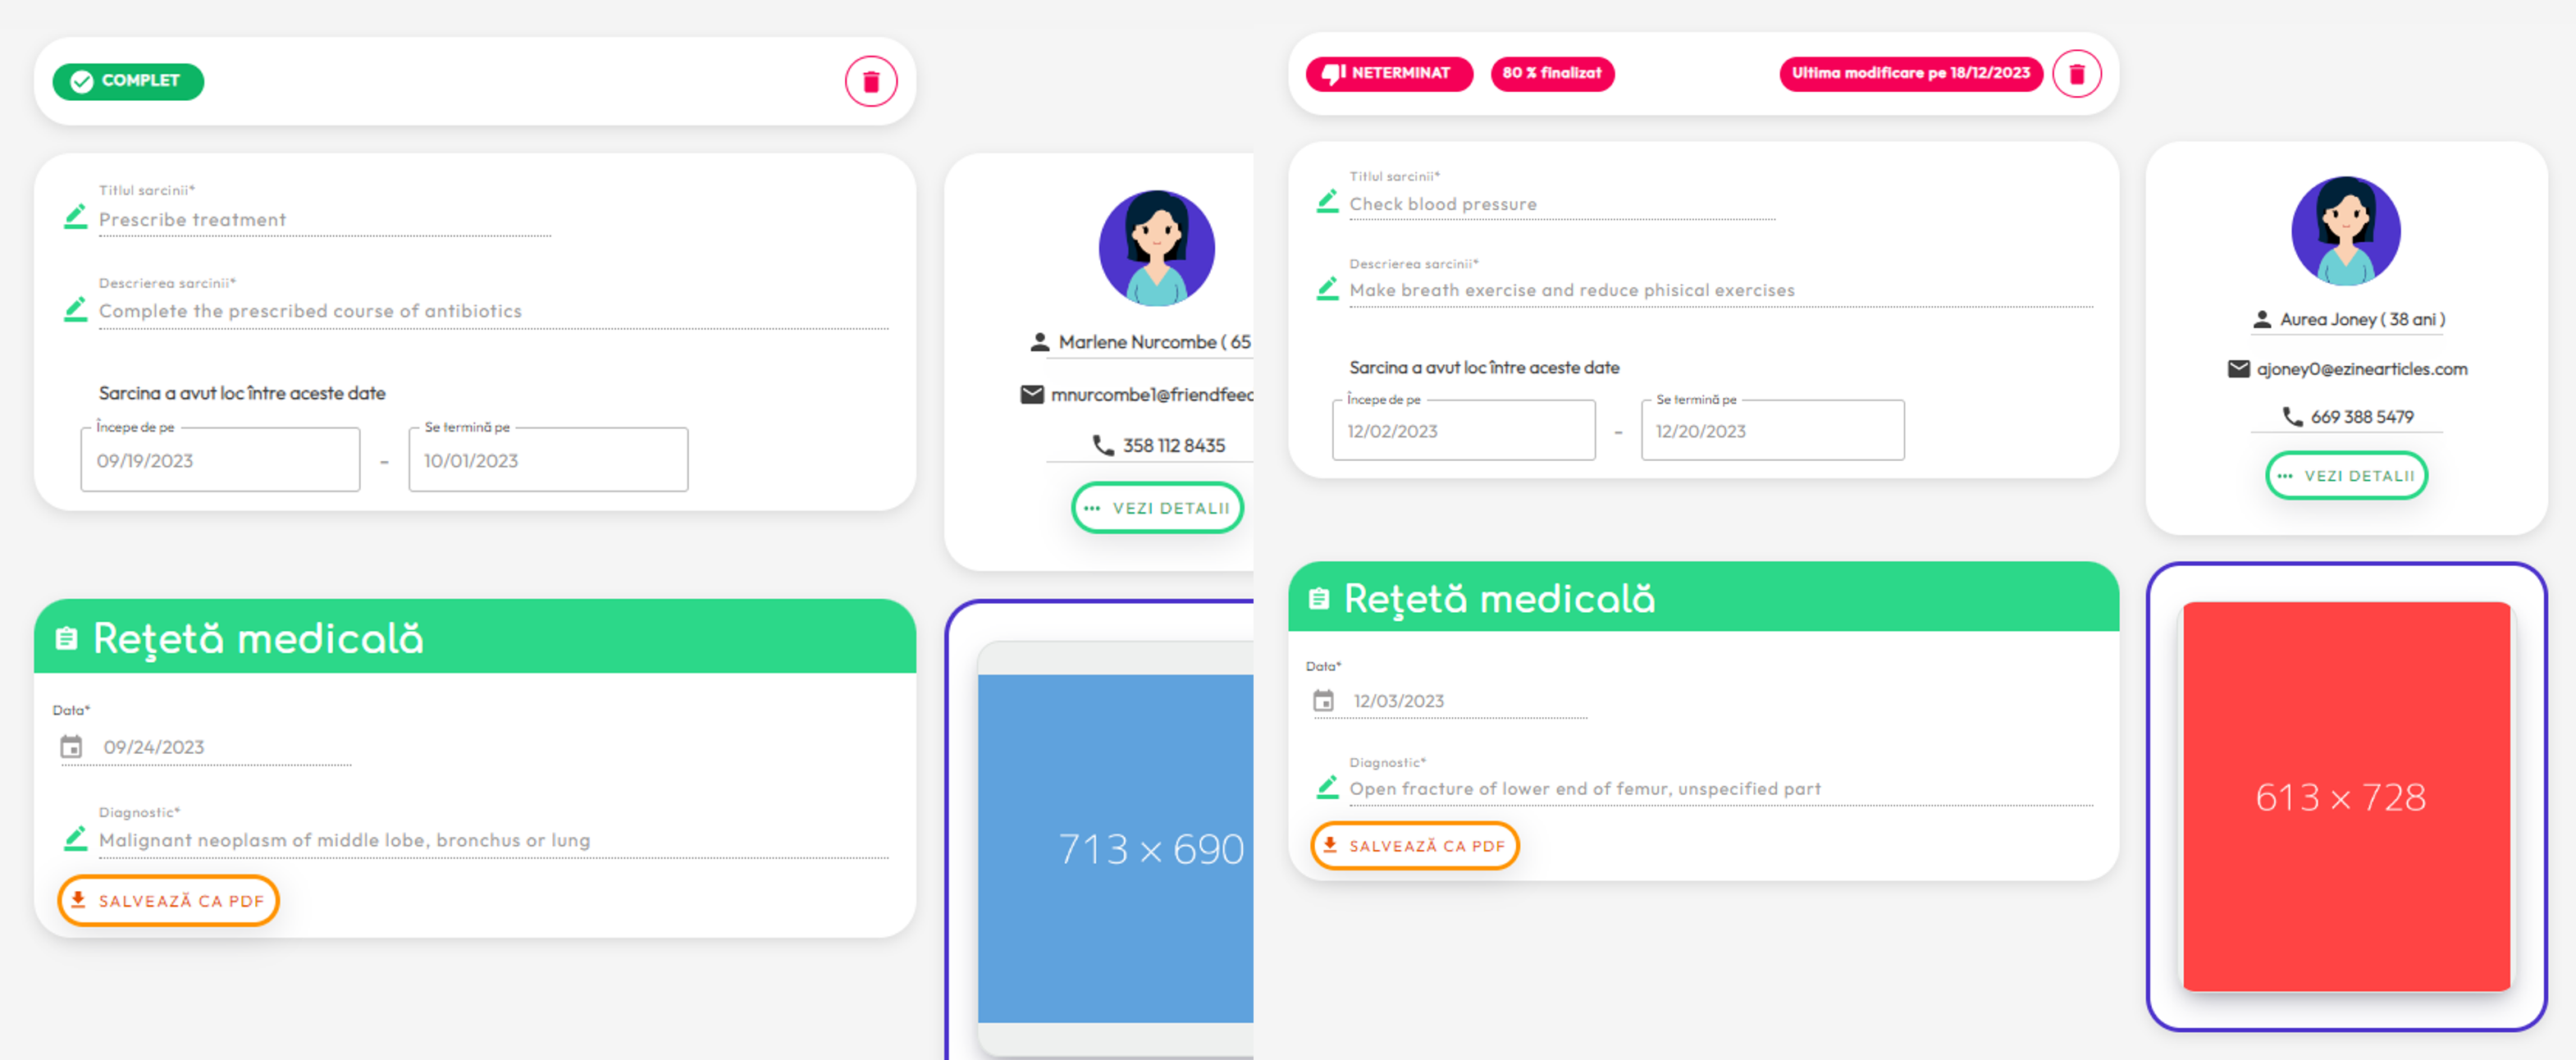 COMPLET
Titlul sarcinii*
Prescribe treatment
Descrierea sarcinii*
Complete the prescribed course of antibiotics
Sarcina a avut loc între aceste date
Începe de pe
09/19/2023
-
Se termină pe
10/01/2023
Marlene Nurcombe ( 65
mnurcombe1@friendfeed
358 112 8435
VEZI DETALII
Rețetă medicală
Data*
09/24/2023
Diagnostic*
Malignant neoplasm of middle lobe, bronchus or lung
SALVEAZĂ CA PDF
713 × 690
NETERMINAT
80 % finalizat
Ultima modificare pe 18/12/2023
Titlul sarcinii*
Check blood pressure
Descrierea sarcinii*
Make breath exercise and reduce phisical exercises
Sarcina a avut loc între aceste date
Începe de pe
12/02/2023
-
Se termină pe
12/20/2023
Aurea Joney ( 38 ani )
ajoney0@ezinearticles.com
669 388 5479
VEZI DETALII
Rețetă medicală
Data*
12/03/2023
Diagnostic*
Open fracture of lower end of femur, unspecified part
SALVEAZĂ CA PDF
613 × 728